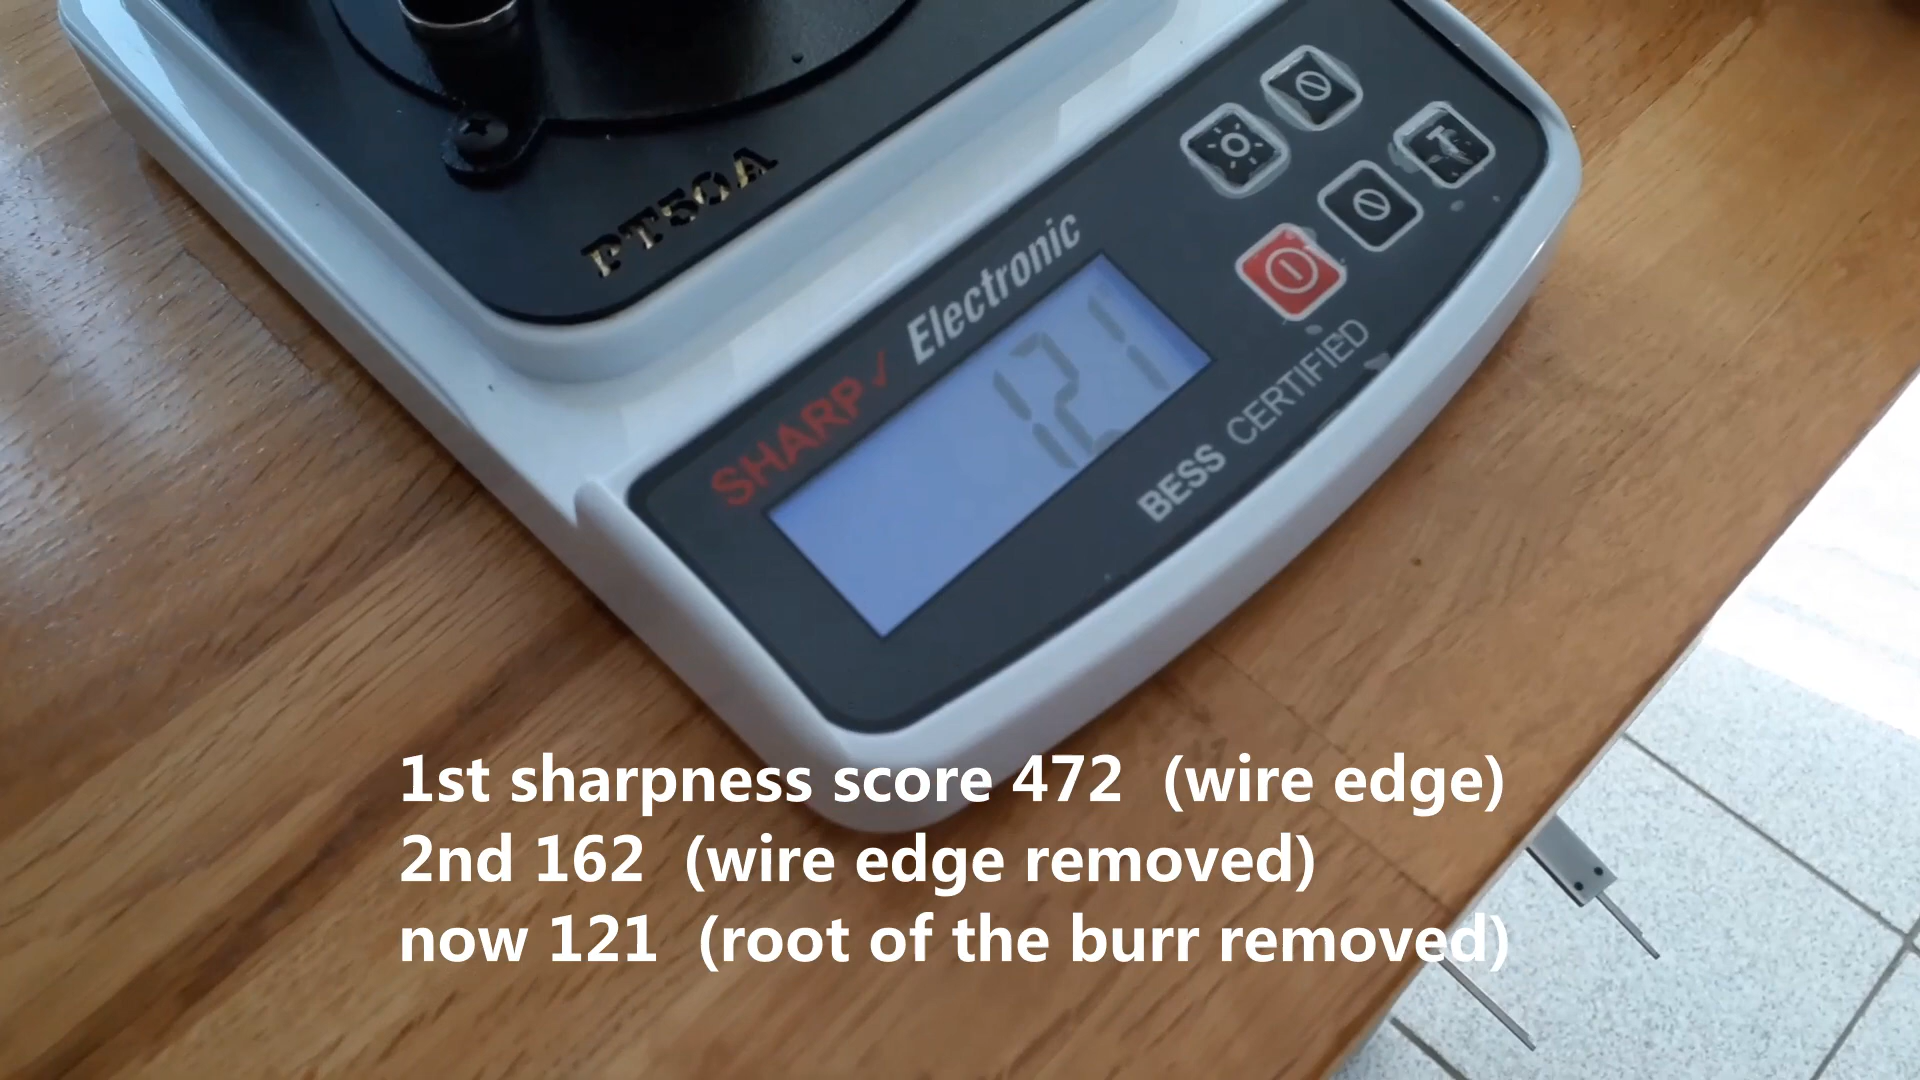 PT50A
SHARP✓ Electronic
121
BESS CERTIFIED
T
1st sharpness score 472 (wire edge)
2nd 162 (wire edge removed)
now 121 (root of the burr removed)